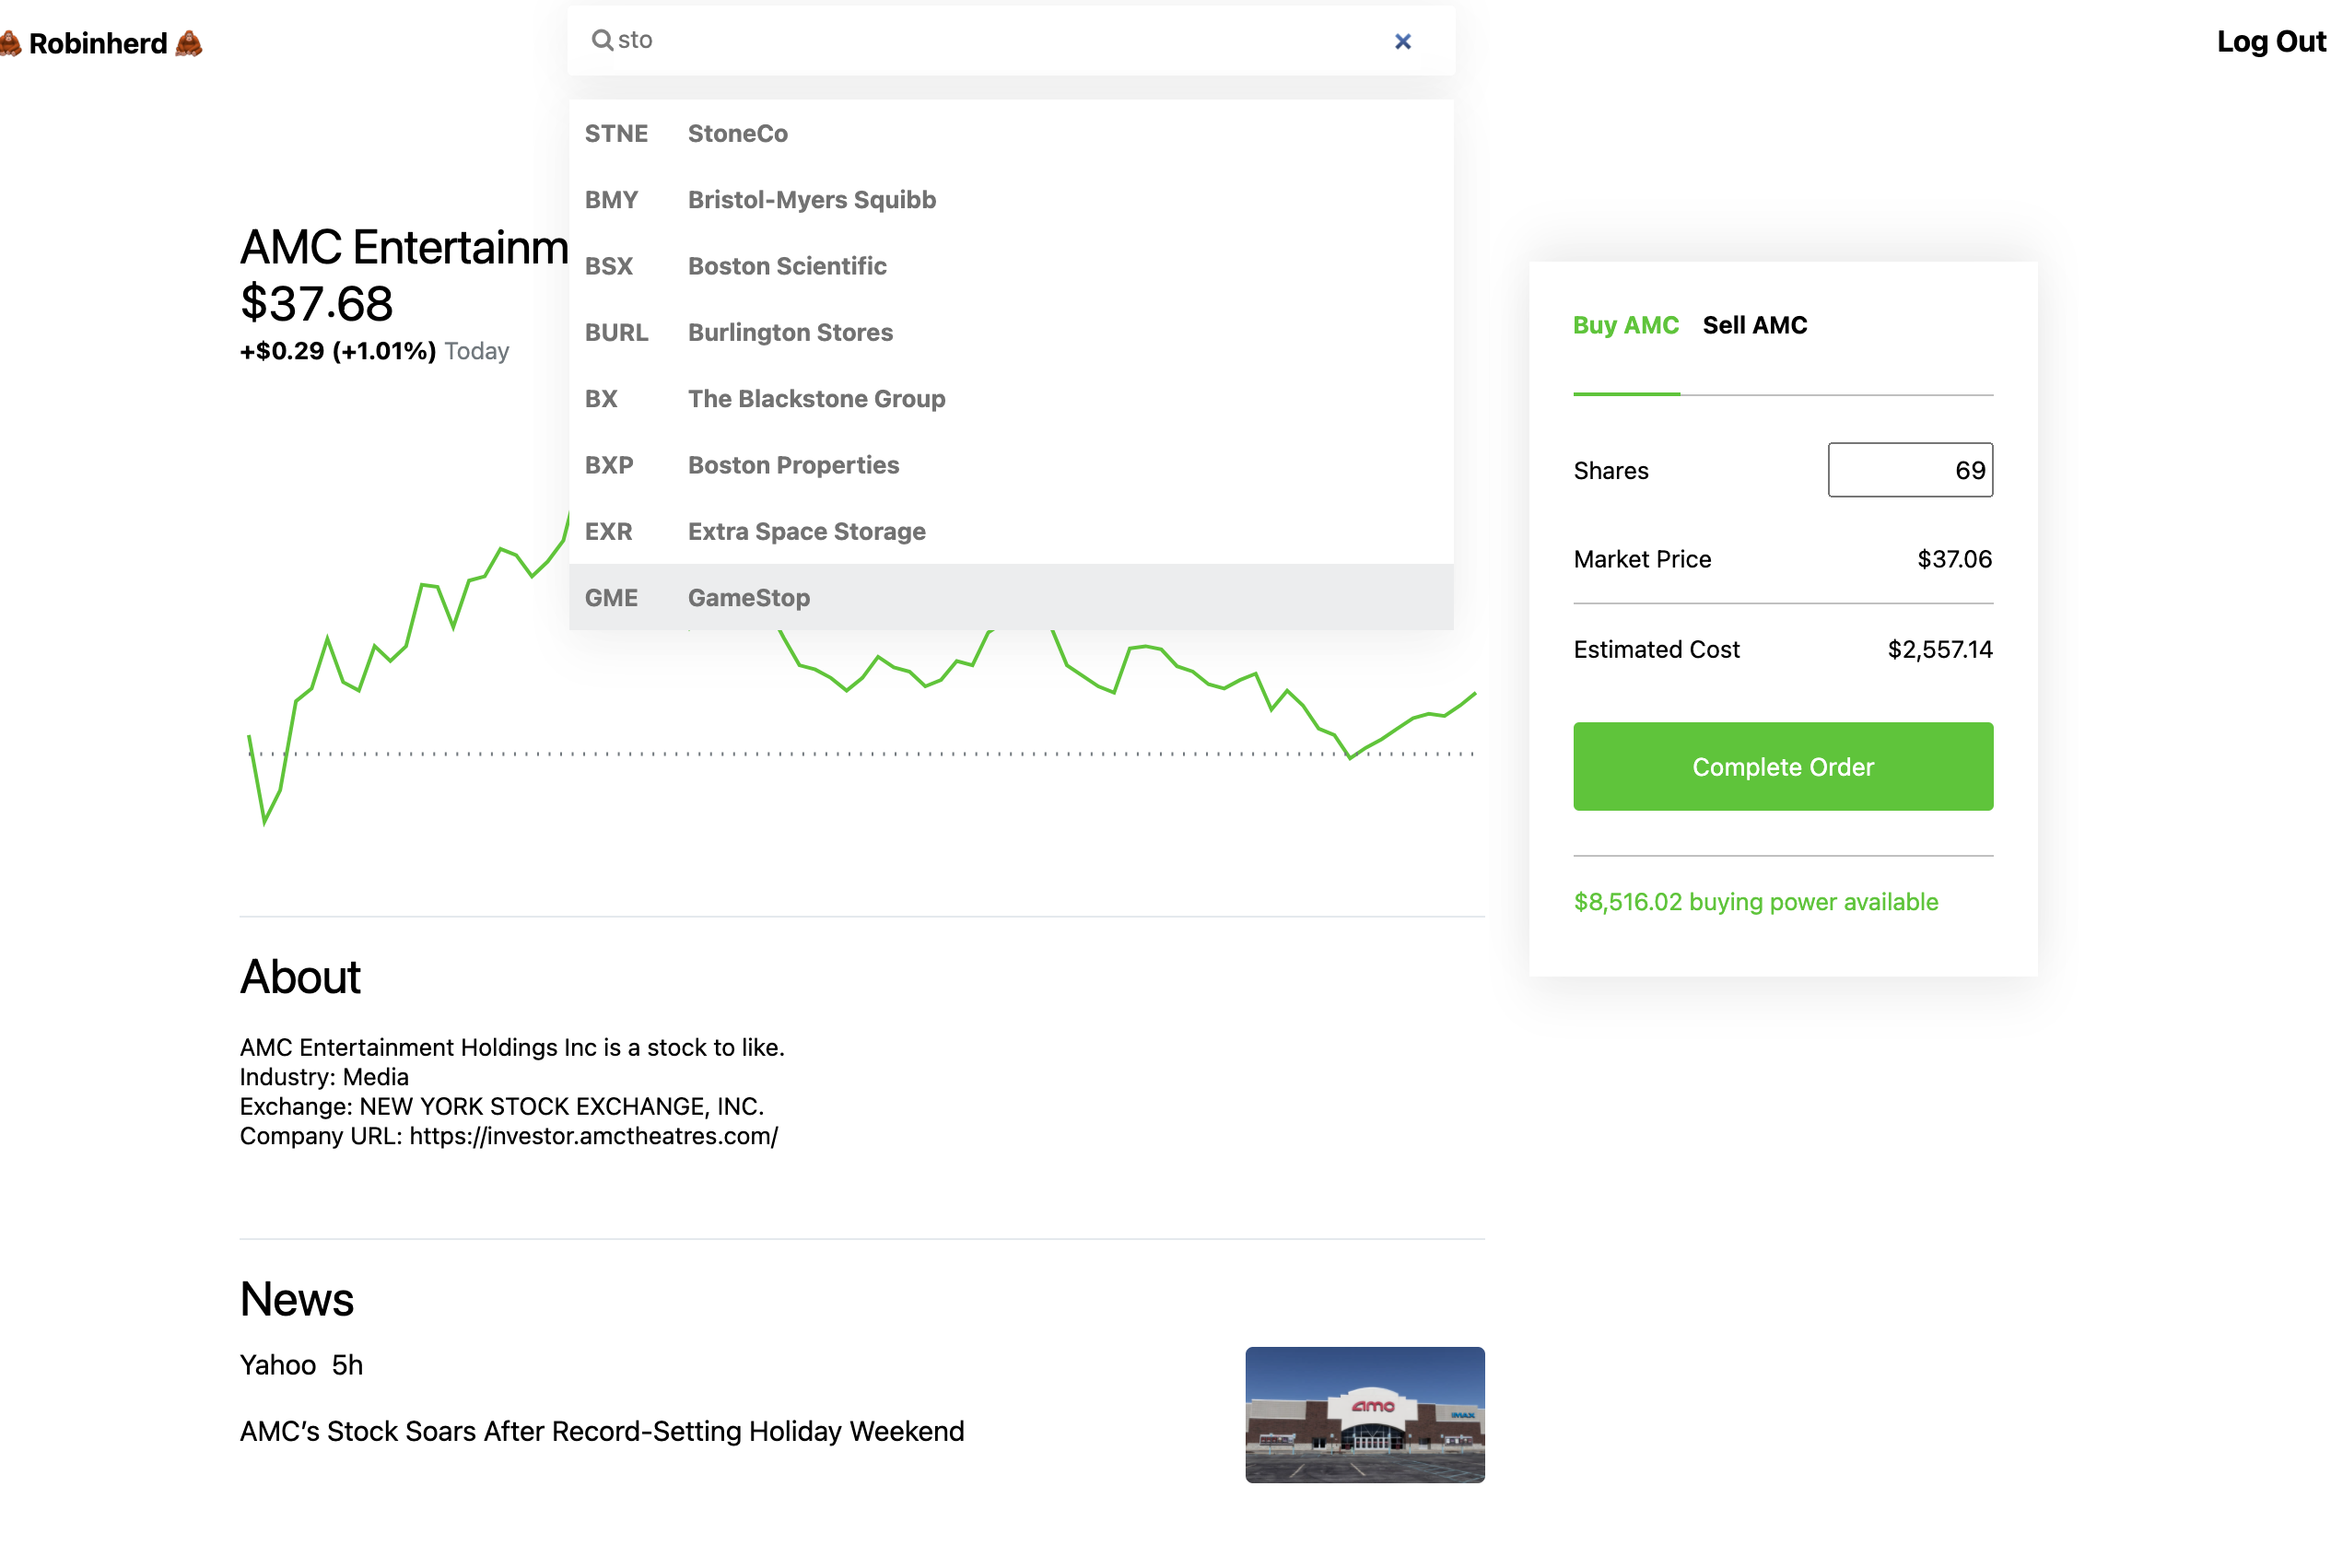 Robinherd
sto
Log Out
STNE StoneCo
BMY Bristol-Myers Squibb
BSX Boston Scientific
BURL Burlington Stores
BX The Blackstone Group
BXP Boston Properties
EXR Extra Space Storage
GME GameStop
AMC Entertainm
$37.68
+$0.29 (+1.01%) Today
Buy AMC Sell AMC
Shares 69
Market Price $37.06
Estimated Cost $2,557.14
Complete Order
$8,516.02 buying power available
About
AMC Entertainment Holdings Inc is a stock to like.
Industry: Media
Exchange: NEW YORK STOCK EXCHANGE, INC.
Company URL: https://investor.amctheatres.com/
News
Yahoo 5h
AMC’s Stock Soars After Record-Setting Holiday Weekend
amc
IMAX